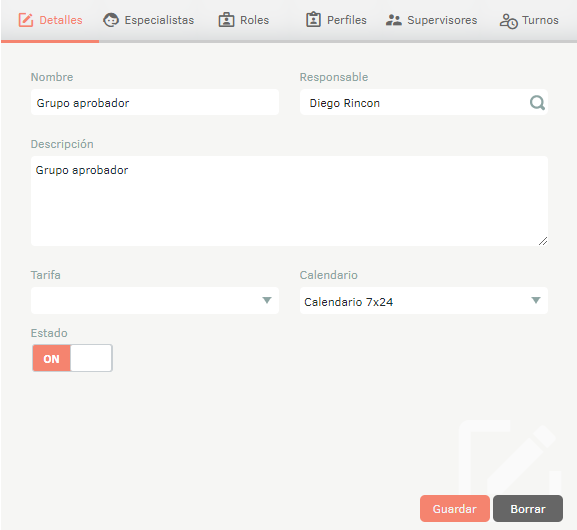 Detalles Especialistas Roles Perfiles Supervisores Turnos
Nombre Responsable
Grupo aprobador Diego Rincon
Descripción
Grupo aprobador
Tarifa Calendario
Calendario 7x24
Estado
ON
Guardar Borrar